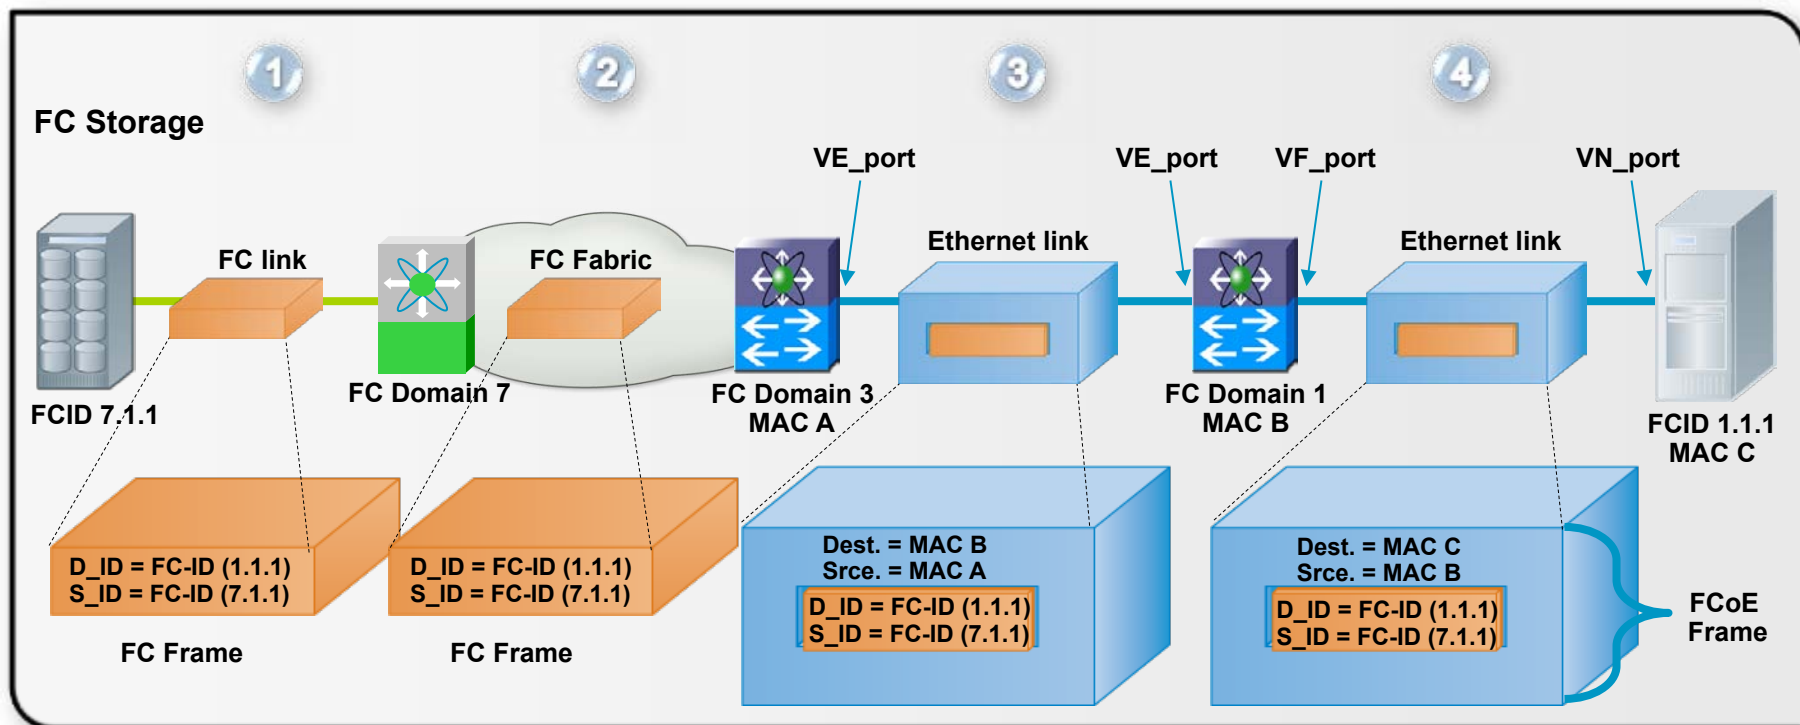 1
2
3
4
FC Storage
VE_port
VE_port
VF_port
VN_port
FC link
FC Fabric
Ethernet link
Ethernet link
FCID 7.1.1
FC Domain 7
FC Domain 3
MAC A
FC Domain 1
MAC B
FCID 1.1.1
MAC C
D_ID = FC-ID (1.1.1)
S_ID = FC-ID (7.1.1)
FC Frame
D_ID = FC-ID (1.1.1)
S_ID = FC-ID (7.1.1)
FC Frame
Dest. = MAC B
Srce. = MAC A
D_ID = FC-ID (1.1.1)
S_ID = FC-ID (7.1.1)
Dest. = MAC C
Srce. = MAC B
D_ID = FC-ID (1.1.1)
S_ID = FC-ID (7.1.1)
FCoE
Frame